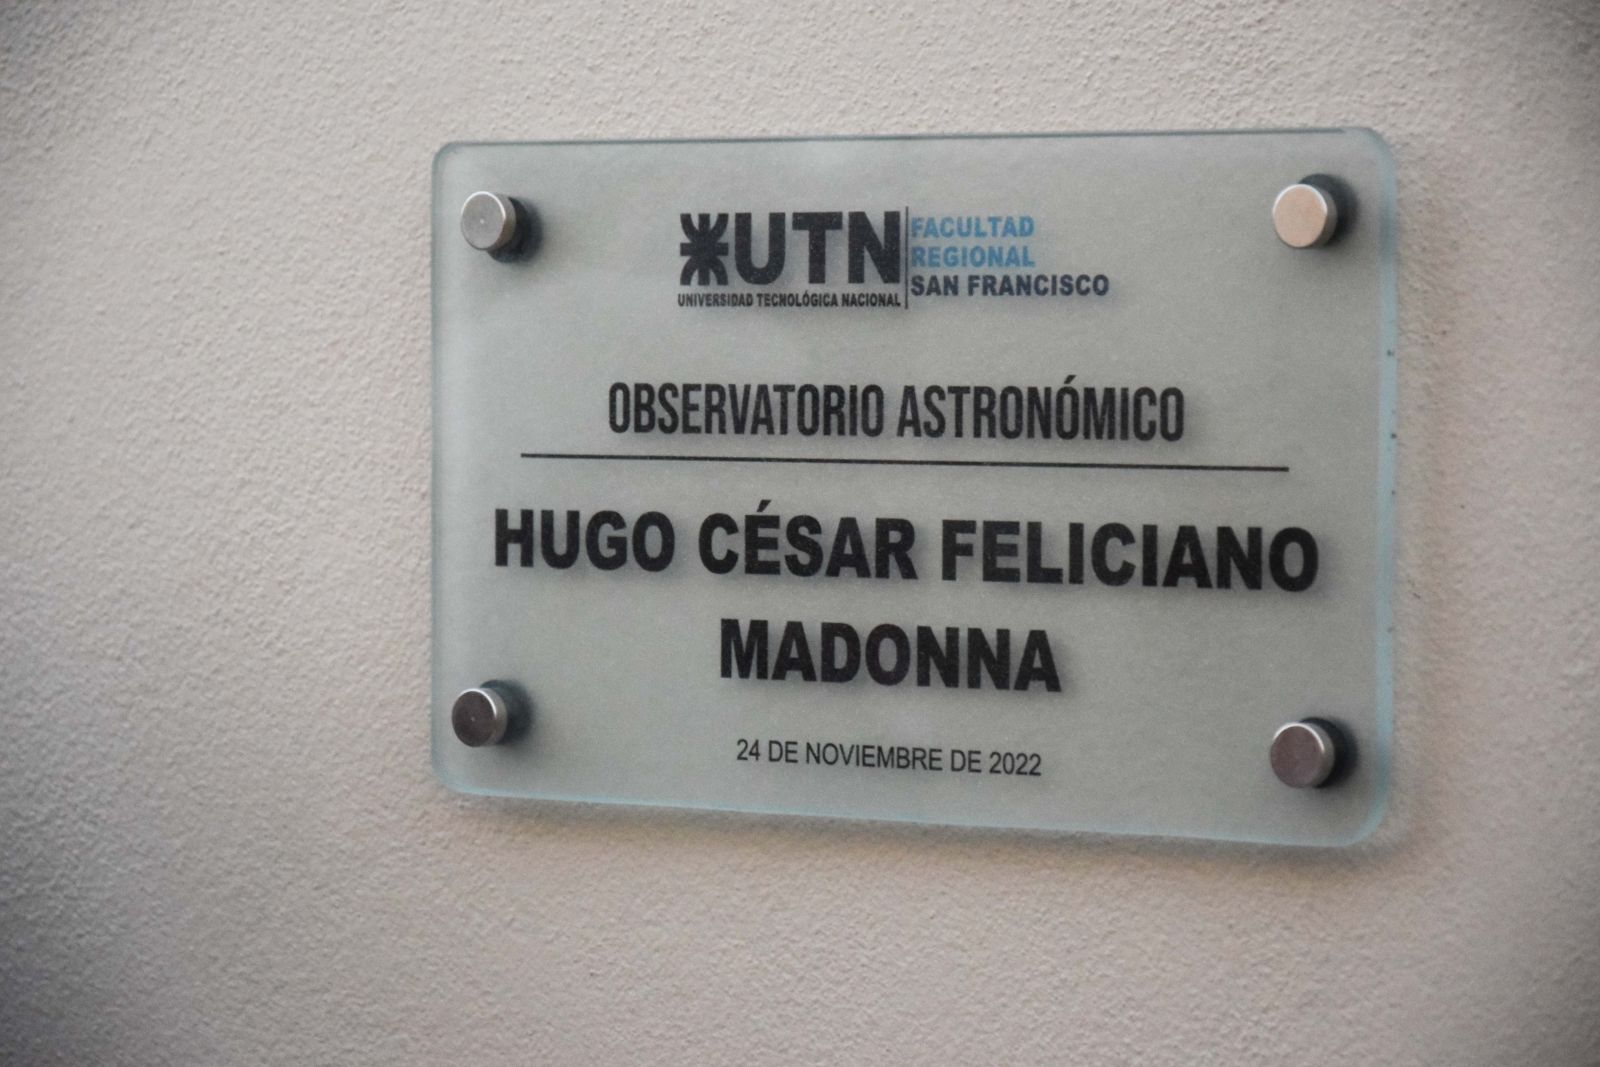 UTN
UNIVERSIDAD TECNOLÓGICA NACIONAL
FACULTAD
REGIONAL
SAN FRANCISCO
OBSERVATORIO ASTRONÓMICO
HUGO CÉSAR FELICIANO
MADONNA
24 DE NOVIEMBRE DE 2022